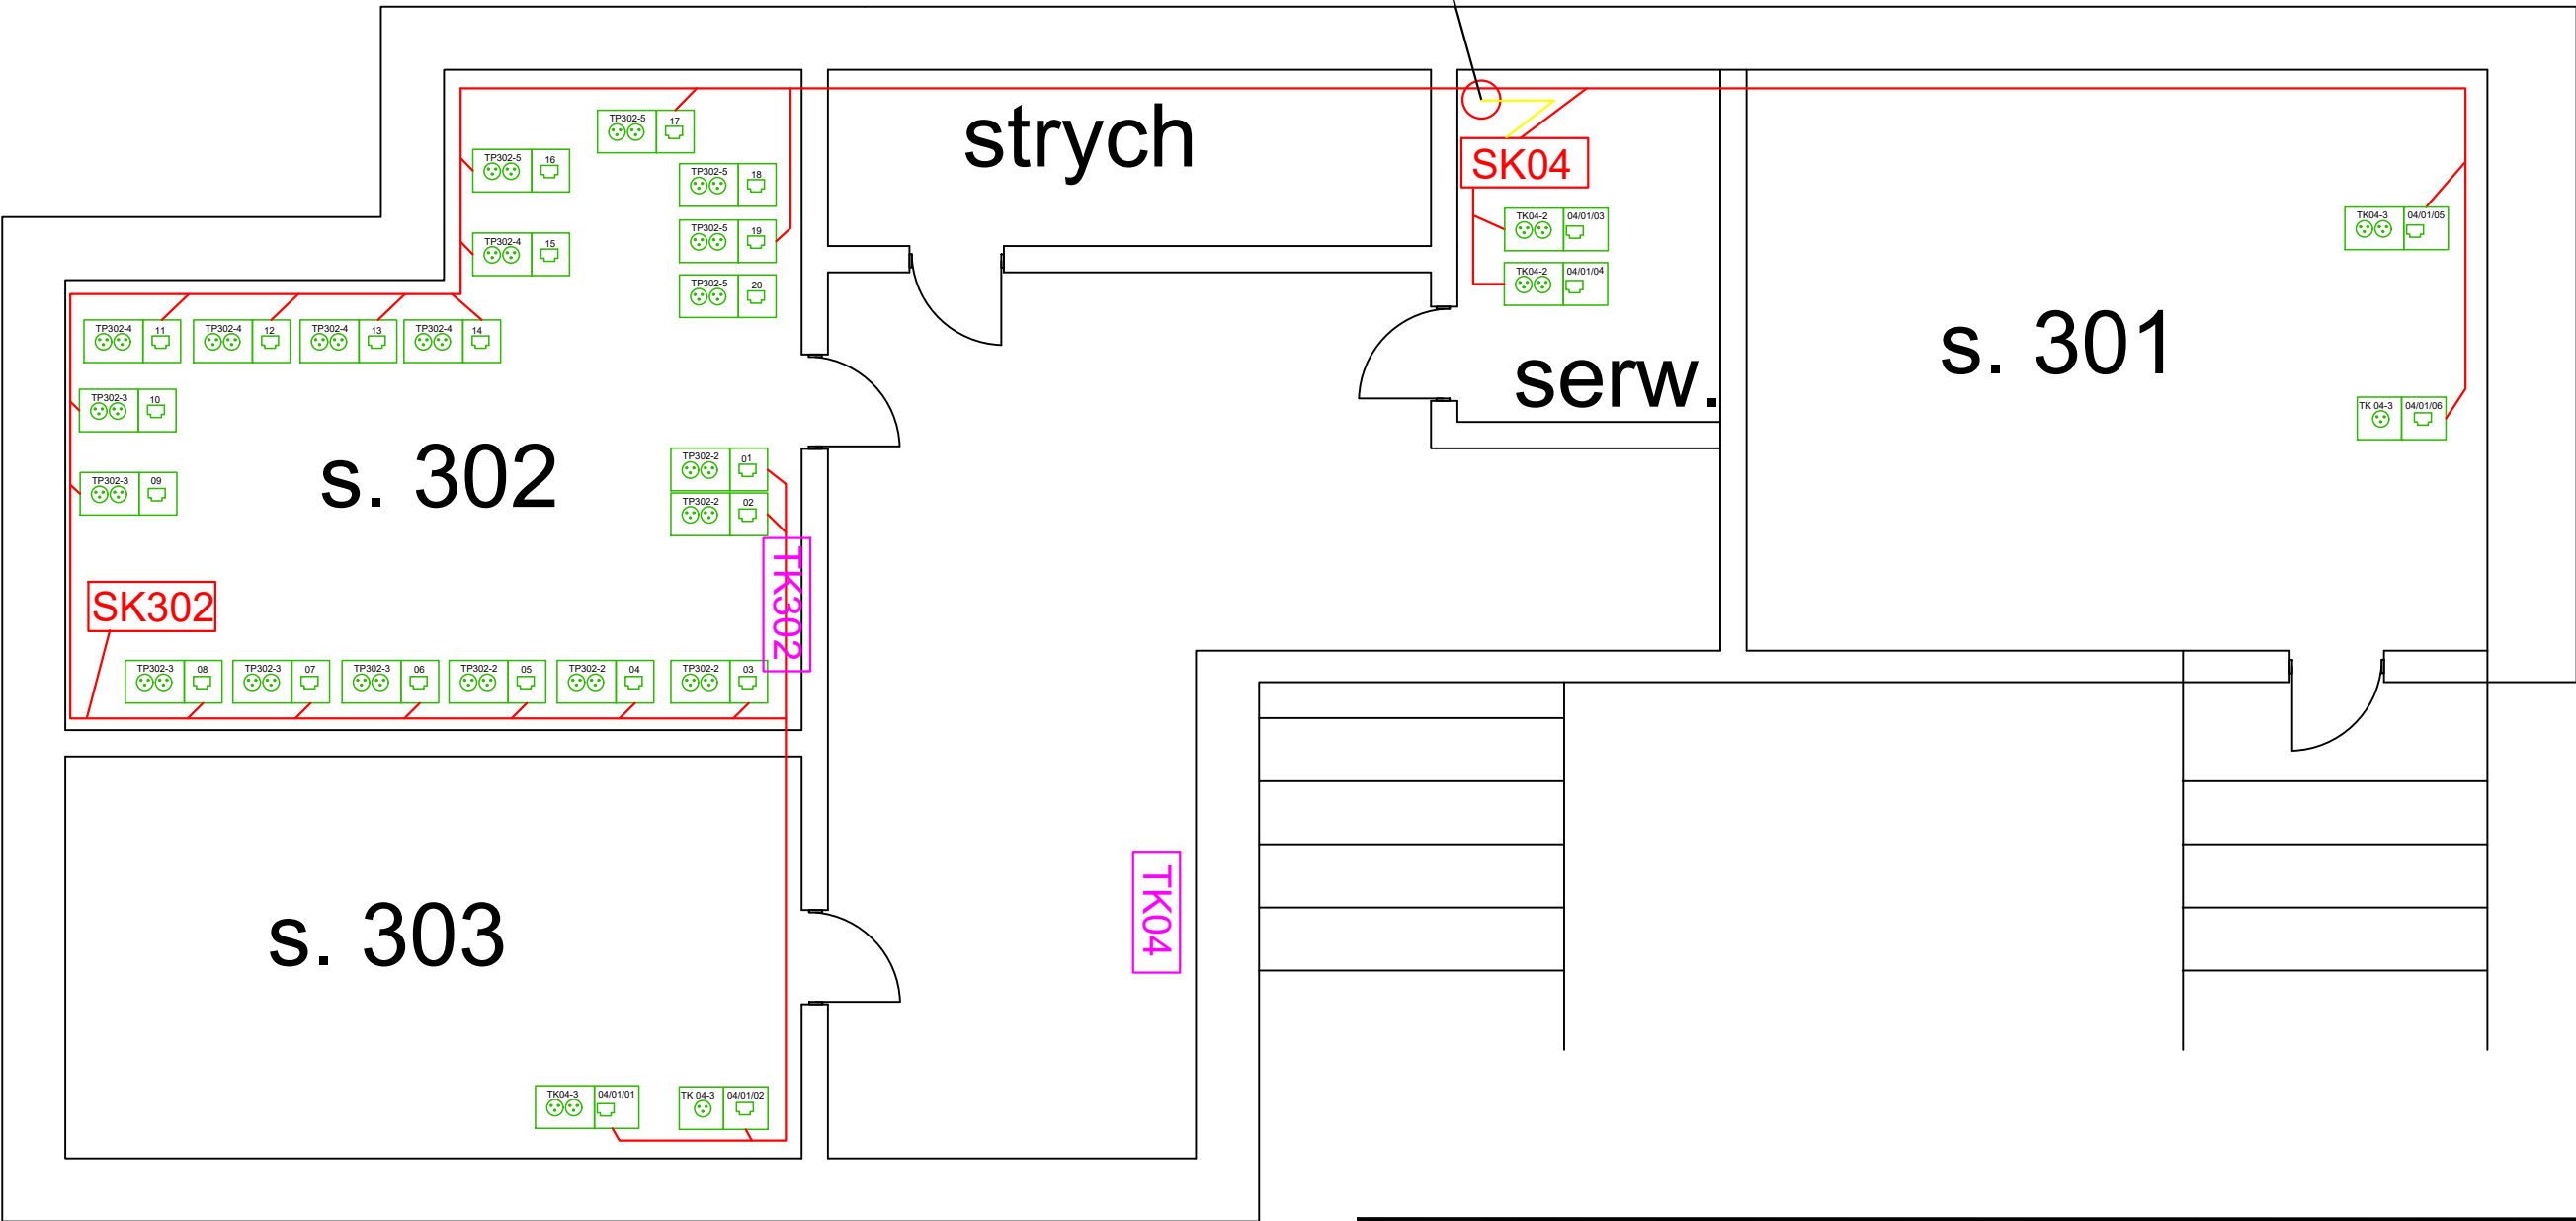 strych
TP302-5 17
TP302-5 16
TP302-5 18
SK04
TP302-5 19
TK04-2 04/01/03
TK04-3 04/01/05
TP302-4 15
TP302-5 20
TK04-2 04/01/04
TP302-4 11
TP302-4 12
TP302-4 13
TP302-4 14
s. 301
serw.
TP302-3 10
TK 04-3 04/01/06
s. 302
TP302-2 01
TP302-3 09
TP302-2 02
TK302
SK302
TP302-3 08
TP302-3 07
TP302-3 06
TP302-2 05
TP302-2 04
TP302-2 03
s. 303
TK04
TK04-3 04/01/01
TK 04-3 04/01/02